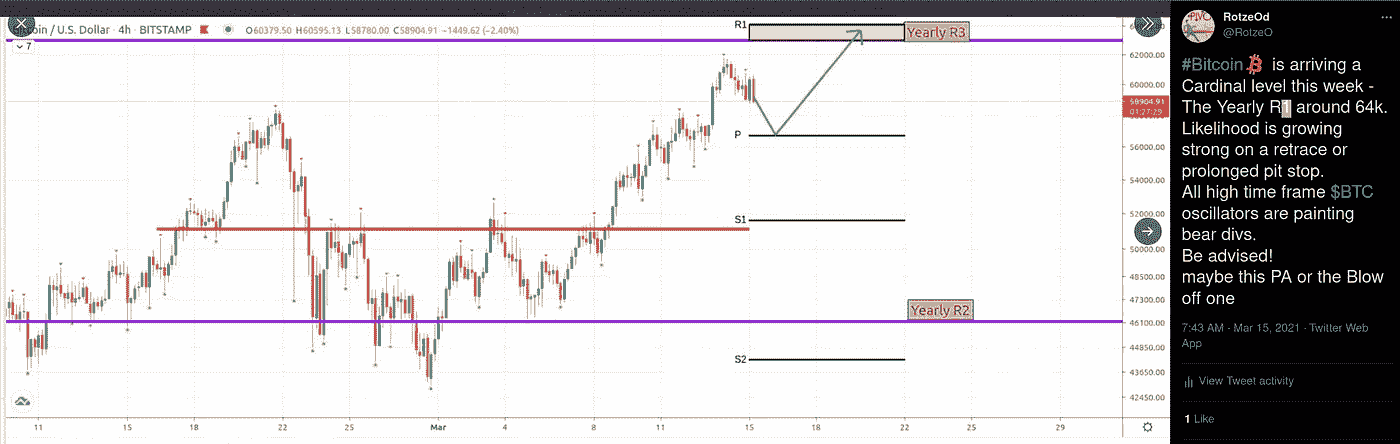 Bitcoin / U.S. Dollar · 4h · BITSTAMP O60379.50 H60595.13 L58780.00 C58904.91 −1449.62 (−2.40%)
7
R1
Yearly R3
62000.00
60000.00
58904.91
01:27:79
P
56000.00
54000.00
S1
52000.00
50000.00
48500.00
47300.00
Yearly R2
46100.00
44850.00
S2
43650.00
42450.00
11 15 18 22 25 Mar 4 8 11 15 18 22 25 29
RotzeOd
@RotzeO
#Bitcoin is arriving a
Cardinal level this week -
The Yearly R1 around 64k.
Likelihood is growing
strong on a retrace or
prolonged pit stop.
All high time frame $BTC
oscillators are painting
bear divs.
Be advised!
maybe this PA or the Blow
off one
7:43 AM · Mar 15, 2021 · Twitter Web
App
View Tweet activity
1 Like